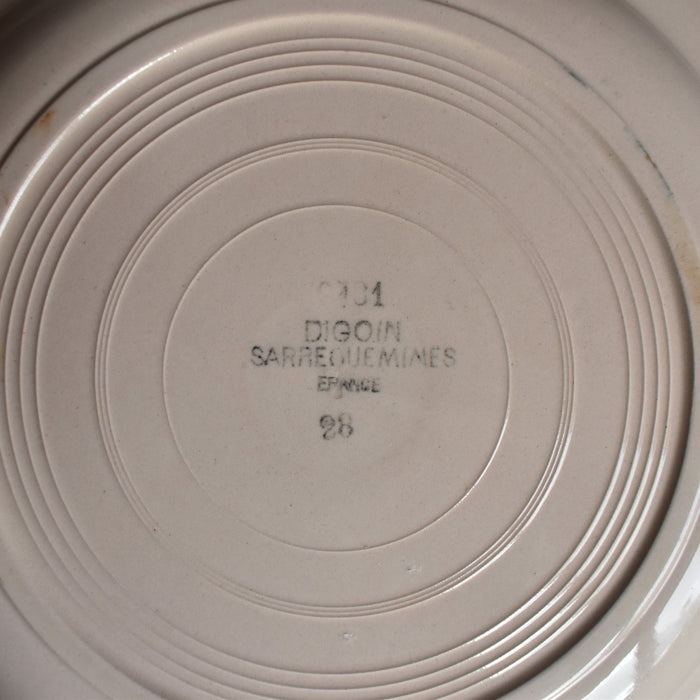 DIGOIN
SARREGUEMINES
FRANCE
28